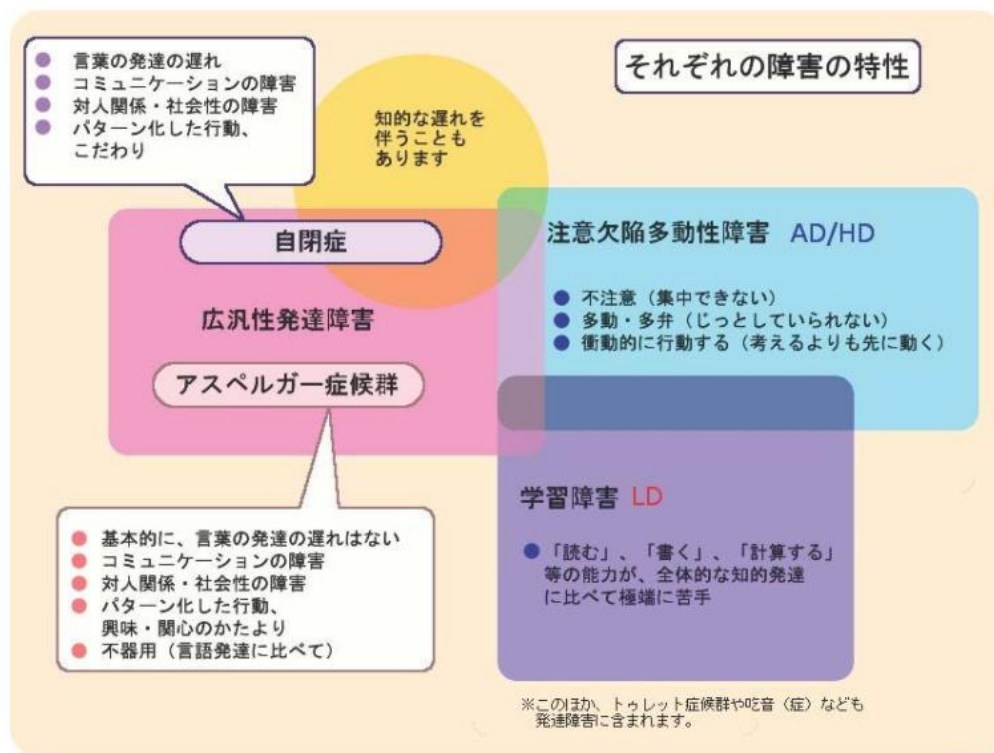 それぞれの障害の特性
● 言葉の発達の遅れ
● コミュニケーションの障害
● 対人関係・社会性の障害
● パターン化した行動、
こだわり
知的な遅れを
伴うことも
あります
自閉症
広汎性発達障害
アスペルガー症候群
● 基本的に、言葉の発達の遅れはない
● コミュニケーションの障害
● 対人関係・社会性の障害
● パターン化した行動、
興味・関心のかたより
● 不器用(言語発達に比べて)
注意欠陥多動性障害 AD/HD
● 不注意(集中できない)
● 多動・多弁(じっとしていられない)
● 衝動的に行動する(考えるよりも先に動く)
学習障害 LD
● 「読む」、「書く」、「計算する」
等の能力が、全体的な知的発達
に比べて極端に苦手
※このほか、トゥレット症候群や吃音(症)なども
発達障害に含まれます。